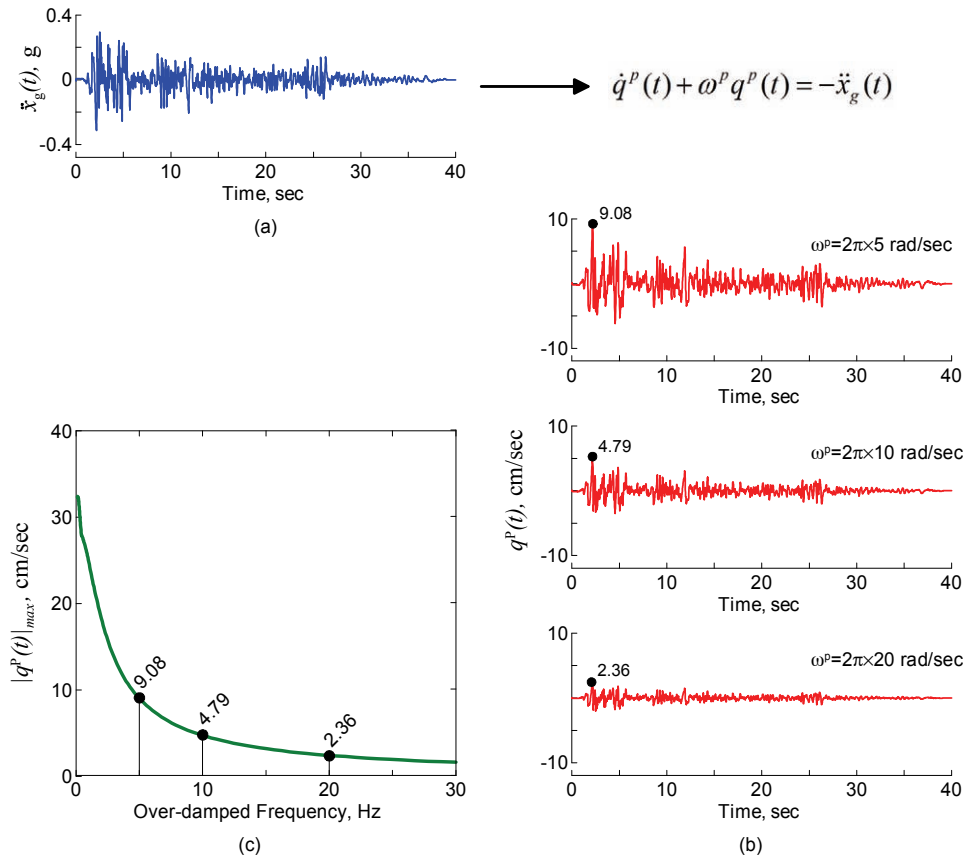 0.4
0
-0.4
ẍg(t), g
0 10 20 30 40
Time, sec
(a)
q̇ᵖ(t) + ωᵖqᵖ(t) = −ẍg(t)
10
0
-10
9.08
ωᵖ=2π×5 rad/sec
0 10 20 30 40
Time, sec
10
0
-10
4.79
ωᵖ=2π×10 rad/sec
qᵖ(t), cm/sec
0 10 20 30 40
Time, sec
10
0
-10
2.36
ωᵖ=2π×20 rad/sec
0 10 20 30 40
Time, sec
(b)
40
30
20
10
0
|qᵖ(t)|max, cm/sec
9.08
4.79
2.36
0 5 10 20 30
Over-damped Frequency, Hz
(c)